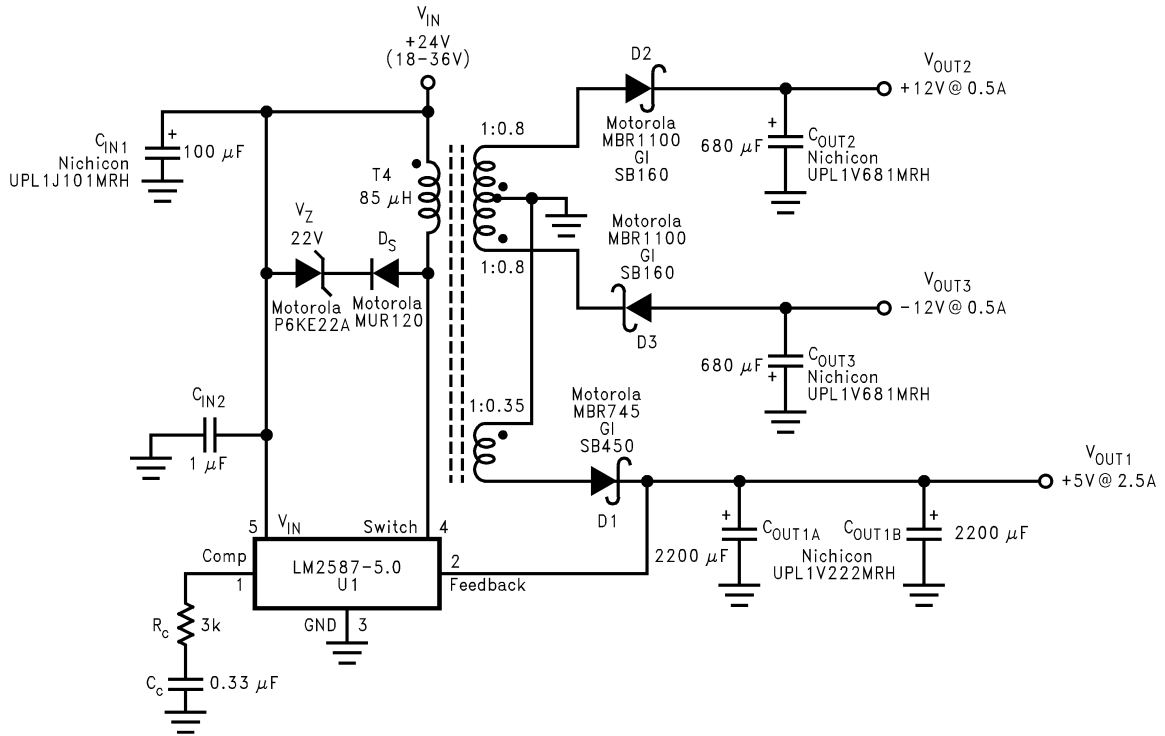 V_IN
+24V
(18-36V)
C_IN1
Nichicon
UPL1J101MRH
+
100 μF
T4
85 μH
1:0.8
1:0.8
D2
Motorola
MBR1100
GI
SB160
V_OUT2
+12V@ 0.5A
+
680 μF
C_OUT2
Nichicon
UPL1V681MRH
V_Z
22V
D_S
Motorola
P6KE22A
Motorola
MUR120
Motorola
MBR1100
GI
SB160
D3
V_OUT3
-12V@ 0.5A
680 μF
+
C_OUT3
Nichicon
UPL1V681MRH
C_IN2
1 μF
1:0.35
Motorola
MBR745
GI
SB450
D1
V_OUT1
+5V@ 2.5A
+
2200 μF
C_OUT1A
C_OUT1B
Nichicon
UPL1V222MRH
+
2200 μF
5
V_IN
Switch
4
Comp
1
LM2587-5.0
U1
2
Feedback
GND
3
R_c
3k
C_c
0.33 μF